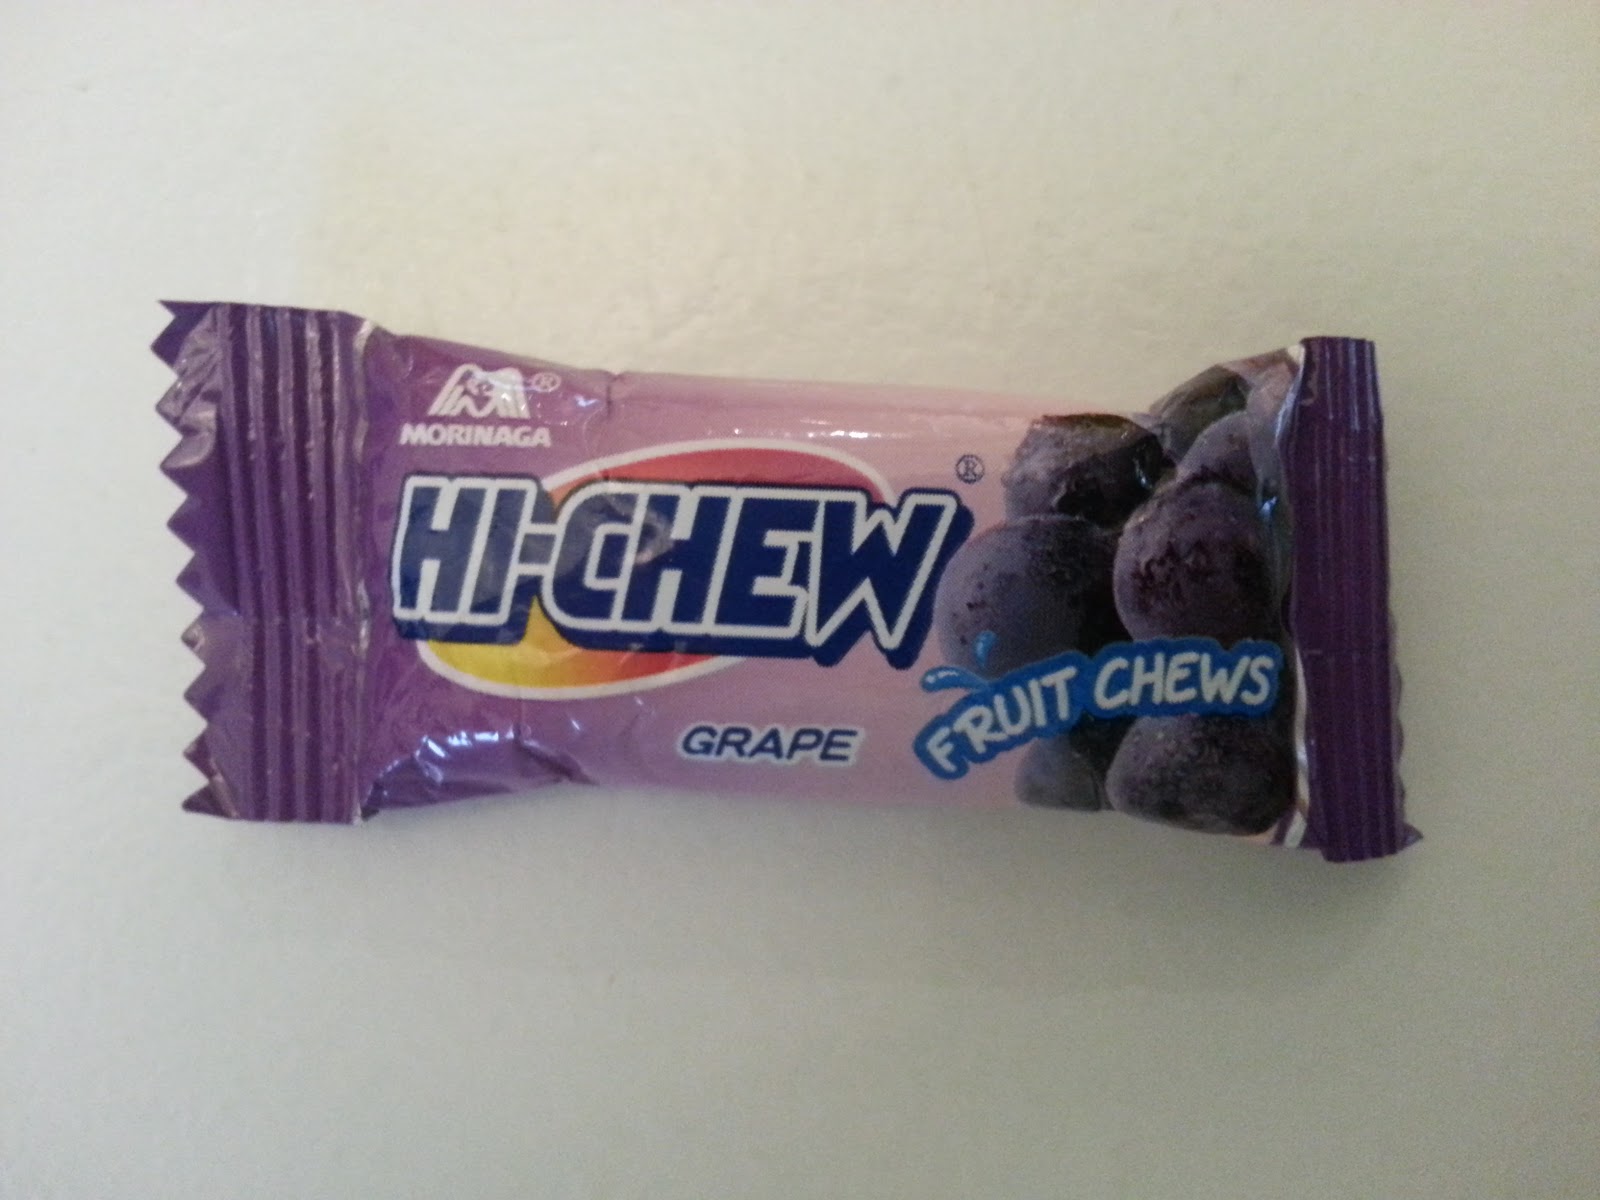 ®
MORINAGA
HI-CHEW®
GRAPE
FRUIT CHEWS